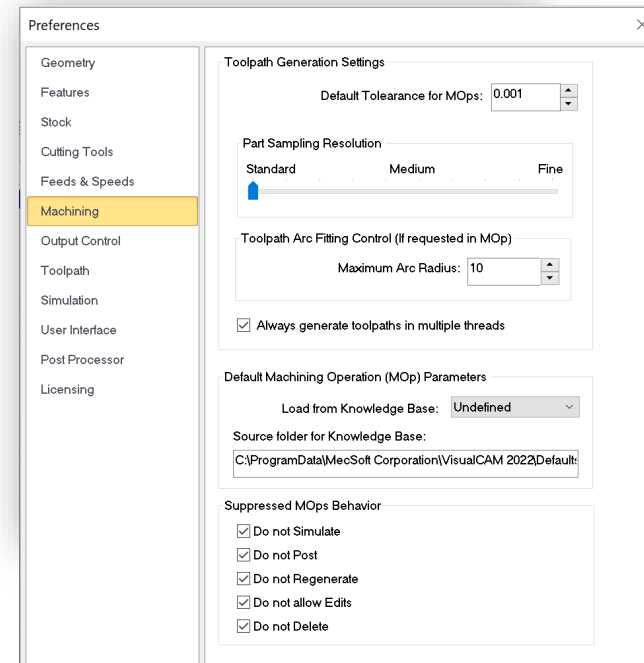 Preferences
Geometry
Features
Stock
Cutting Tools
Feeds & Speeds
Machining
Output Control
Toolpath
Simulation
User Interface
Post Processor
Licensing
Toolpath Generation Settings
Default Tolearance for MOps: 0.001
Part Sampling Resolution
Standard Medium Fine
Toolpath Arc Fitting Control (If requested in MOp)
Maximum Arc Radius: 10
Always generate toolpaths in multiple threads
Default Machining Operation (MOp) Parameters
Load from Knowledge Base: Undefined
Source folder for Knowledge Base:
C:\ProgramData\MecSoft Corporation\VisualCAM 2022\Defaults
Suppressed MOps Behavior
Do not Simulate
Do not Post
Do not Regenerate
Do not allow Edits
Do not Delete